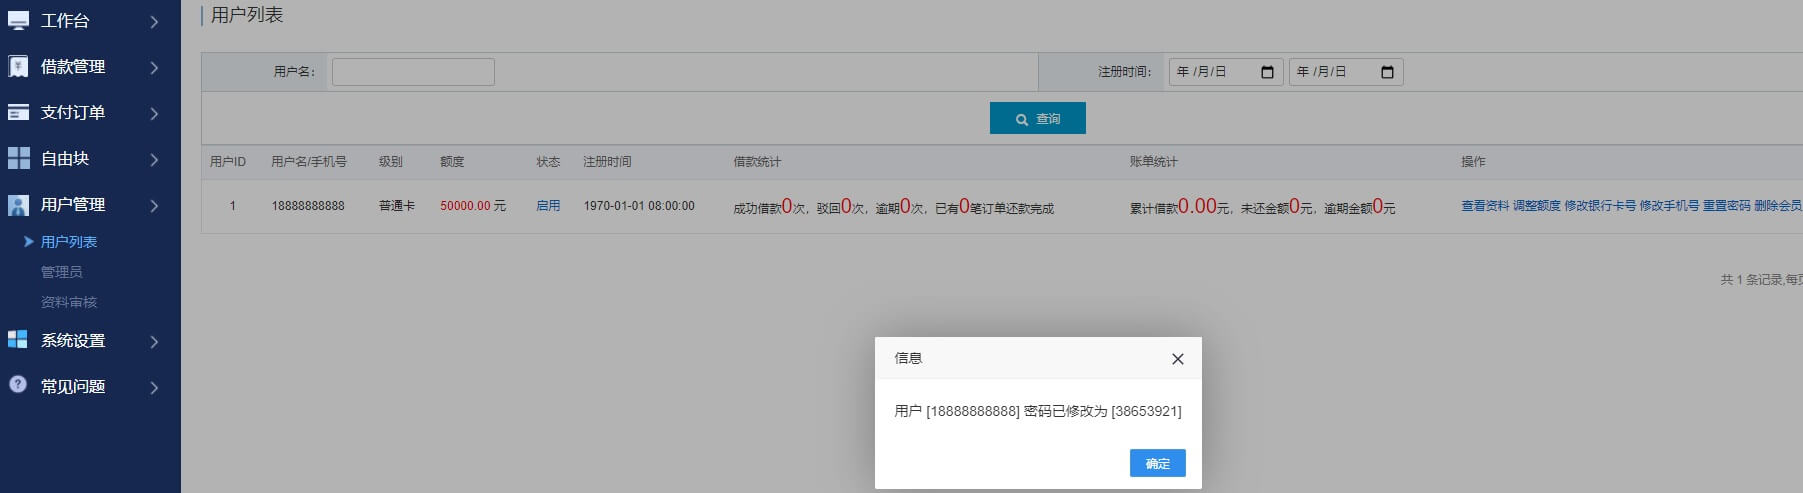 工作台
借款管理
支付订单
自由块
用户管理
用户列表
管理员
资料审核
系统设置
常见问题
用户列表
用户名：
注册时间： 年 /月/日 年 /月/日
查询
用户ID 用户名/手机号 级别 额度 状态 注册时间 借款统计 账单统计 操作
1 18888888888 普通卡 50000.00 元 启用 1970-01-01 08:00:00 成功借款0次，驳回0次，逾期0次，已有0笔订单还款完成 累计借款0.00元，未还金额0元，逾期金额0元 查看资料 调整额度 修改银行卡号 修改手机号 重置密码 删除会员
共 1 条记录,每页
信息
用户 [18888888888] 密码已修改为 [38653921]
确定